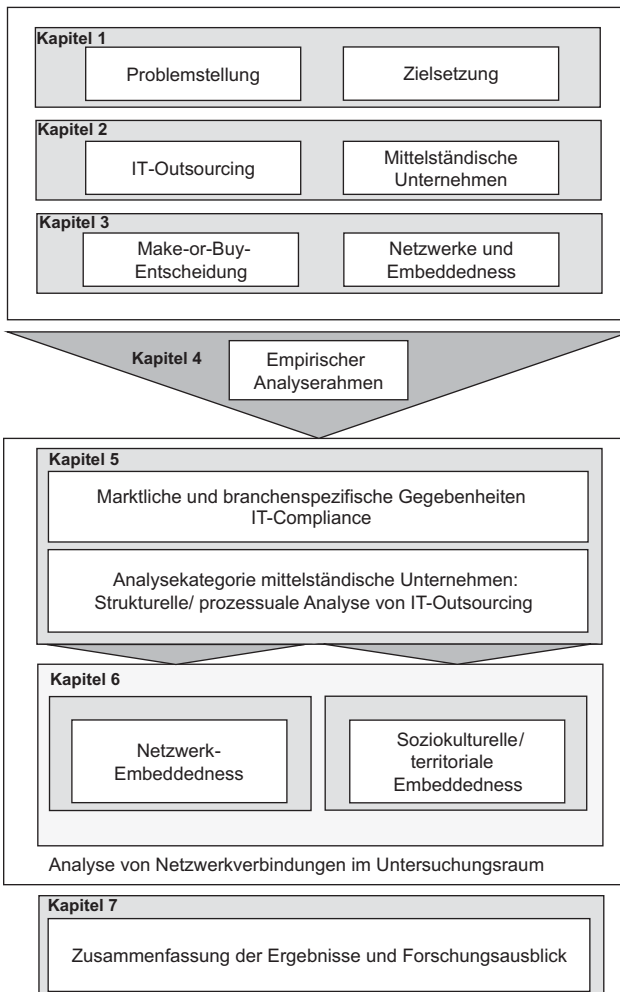 Kapitel 1
Problemstellung
Zielsetzung
Kapitel 2
IT-Outsourcing
Mittelständische
Unternehmen
Kapitel 3
Make-or-Buy-
Entscheidung
Netzwerke und
Embeddedness
Kapitel 4
Empirischer
Analyserahmen
Kapitel 5
Marktliche und branchenspezifische Gegebenheiten
IT-Compliance
Analysekategorie mittelständische Unternehmen:
Strukturelle/ prozessuale Analyse von IT-Outsourcing
Kapitel 6
Netzwerk-
Embeddedness
Soziokulturelle/
territoriale
Embeddedness
Analyse von Netzwerkverbindungen im Untersuchungsraum
Kapitel 7
Zusammenfassung der Ergebnisse und Forschungsausblick